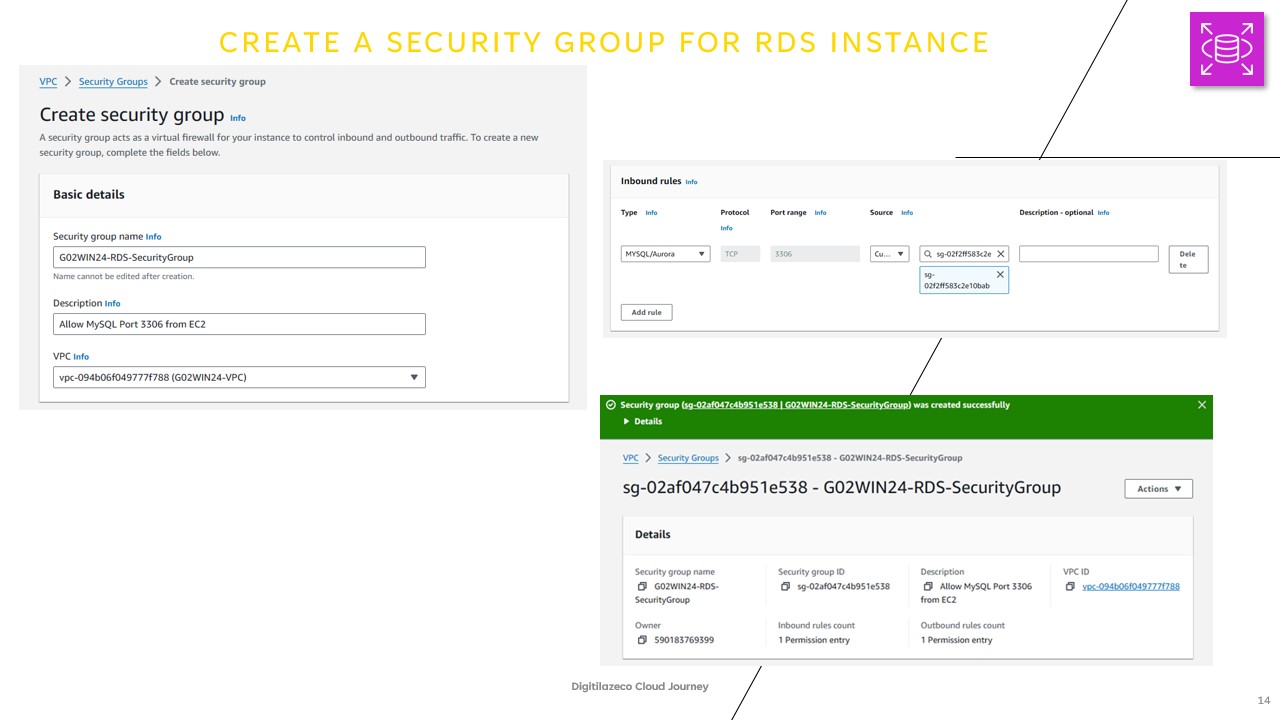 CREATE A SECURITY GROUP FOR RDS INSTANCE
VPC > Security Groups > Create security group
Create security group Info
A security group acts as a virtual firewall for your instance to control inbound and outbound traffic. To create a new
security group, complete the fields below.
Basic details
Security group name Info
G02WIN24-RDS-SecurityGroup
Name cannot be edited after creation.
Description Info
Allow MySQL Port 3306 from EC2
VPC Info
vpc-094b06f049777f788 (G02WIN24-VPC)
Inbound rules Info
Type Info Protocol Port range Info Source Info Description - optional Info
Info
MYSQL/Aurora TCP 3306 Cu... sg-02f2ff583c2e Dele
te
sg-
02f2ff583c2e10bab
Add rule
Security group (sg-02af047c4b951e538 | G02WIN24-RDS-SecurityGroup) was created successfully
Details
VPC > Security Groups > sg-02af047c4b951e538 - G02WIN24-RDS-SecurityGroup
sg-02af047c4b951e538 - G02WIN24-RDS-SecurityGroup Actions
Details
Security group name Security group ID Description VPC ID
G02WIN24-RDS- sg-02af047c4b951e538 Allow MySQL Port 3306 vpc-094b06f049777f788
SecurityGroup from EC2
Owner Inbound rules count Outbound rules count
590183769399 1 Permission entry 1 Permission entry
Digitilazeco Cloud Journey
14